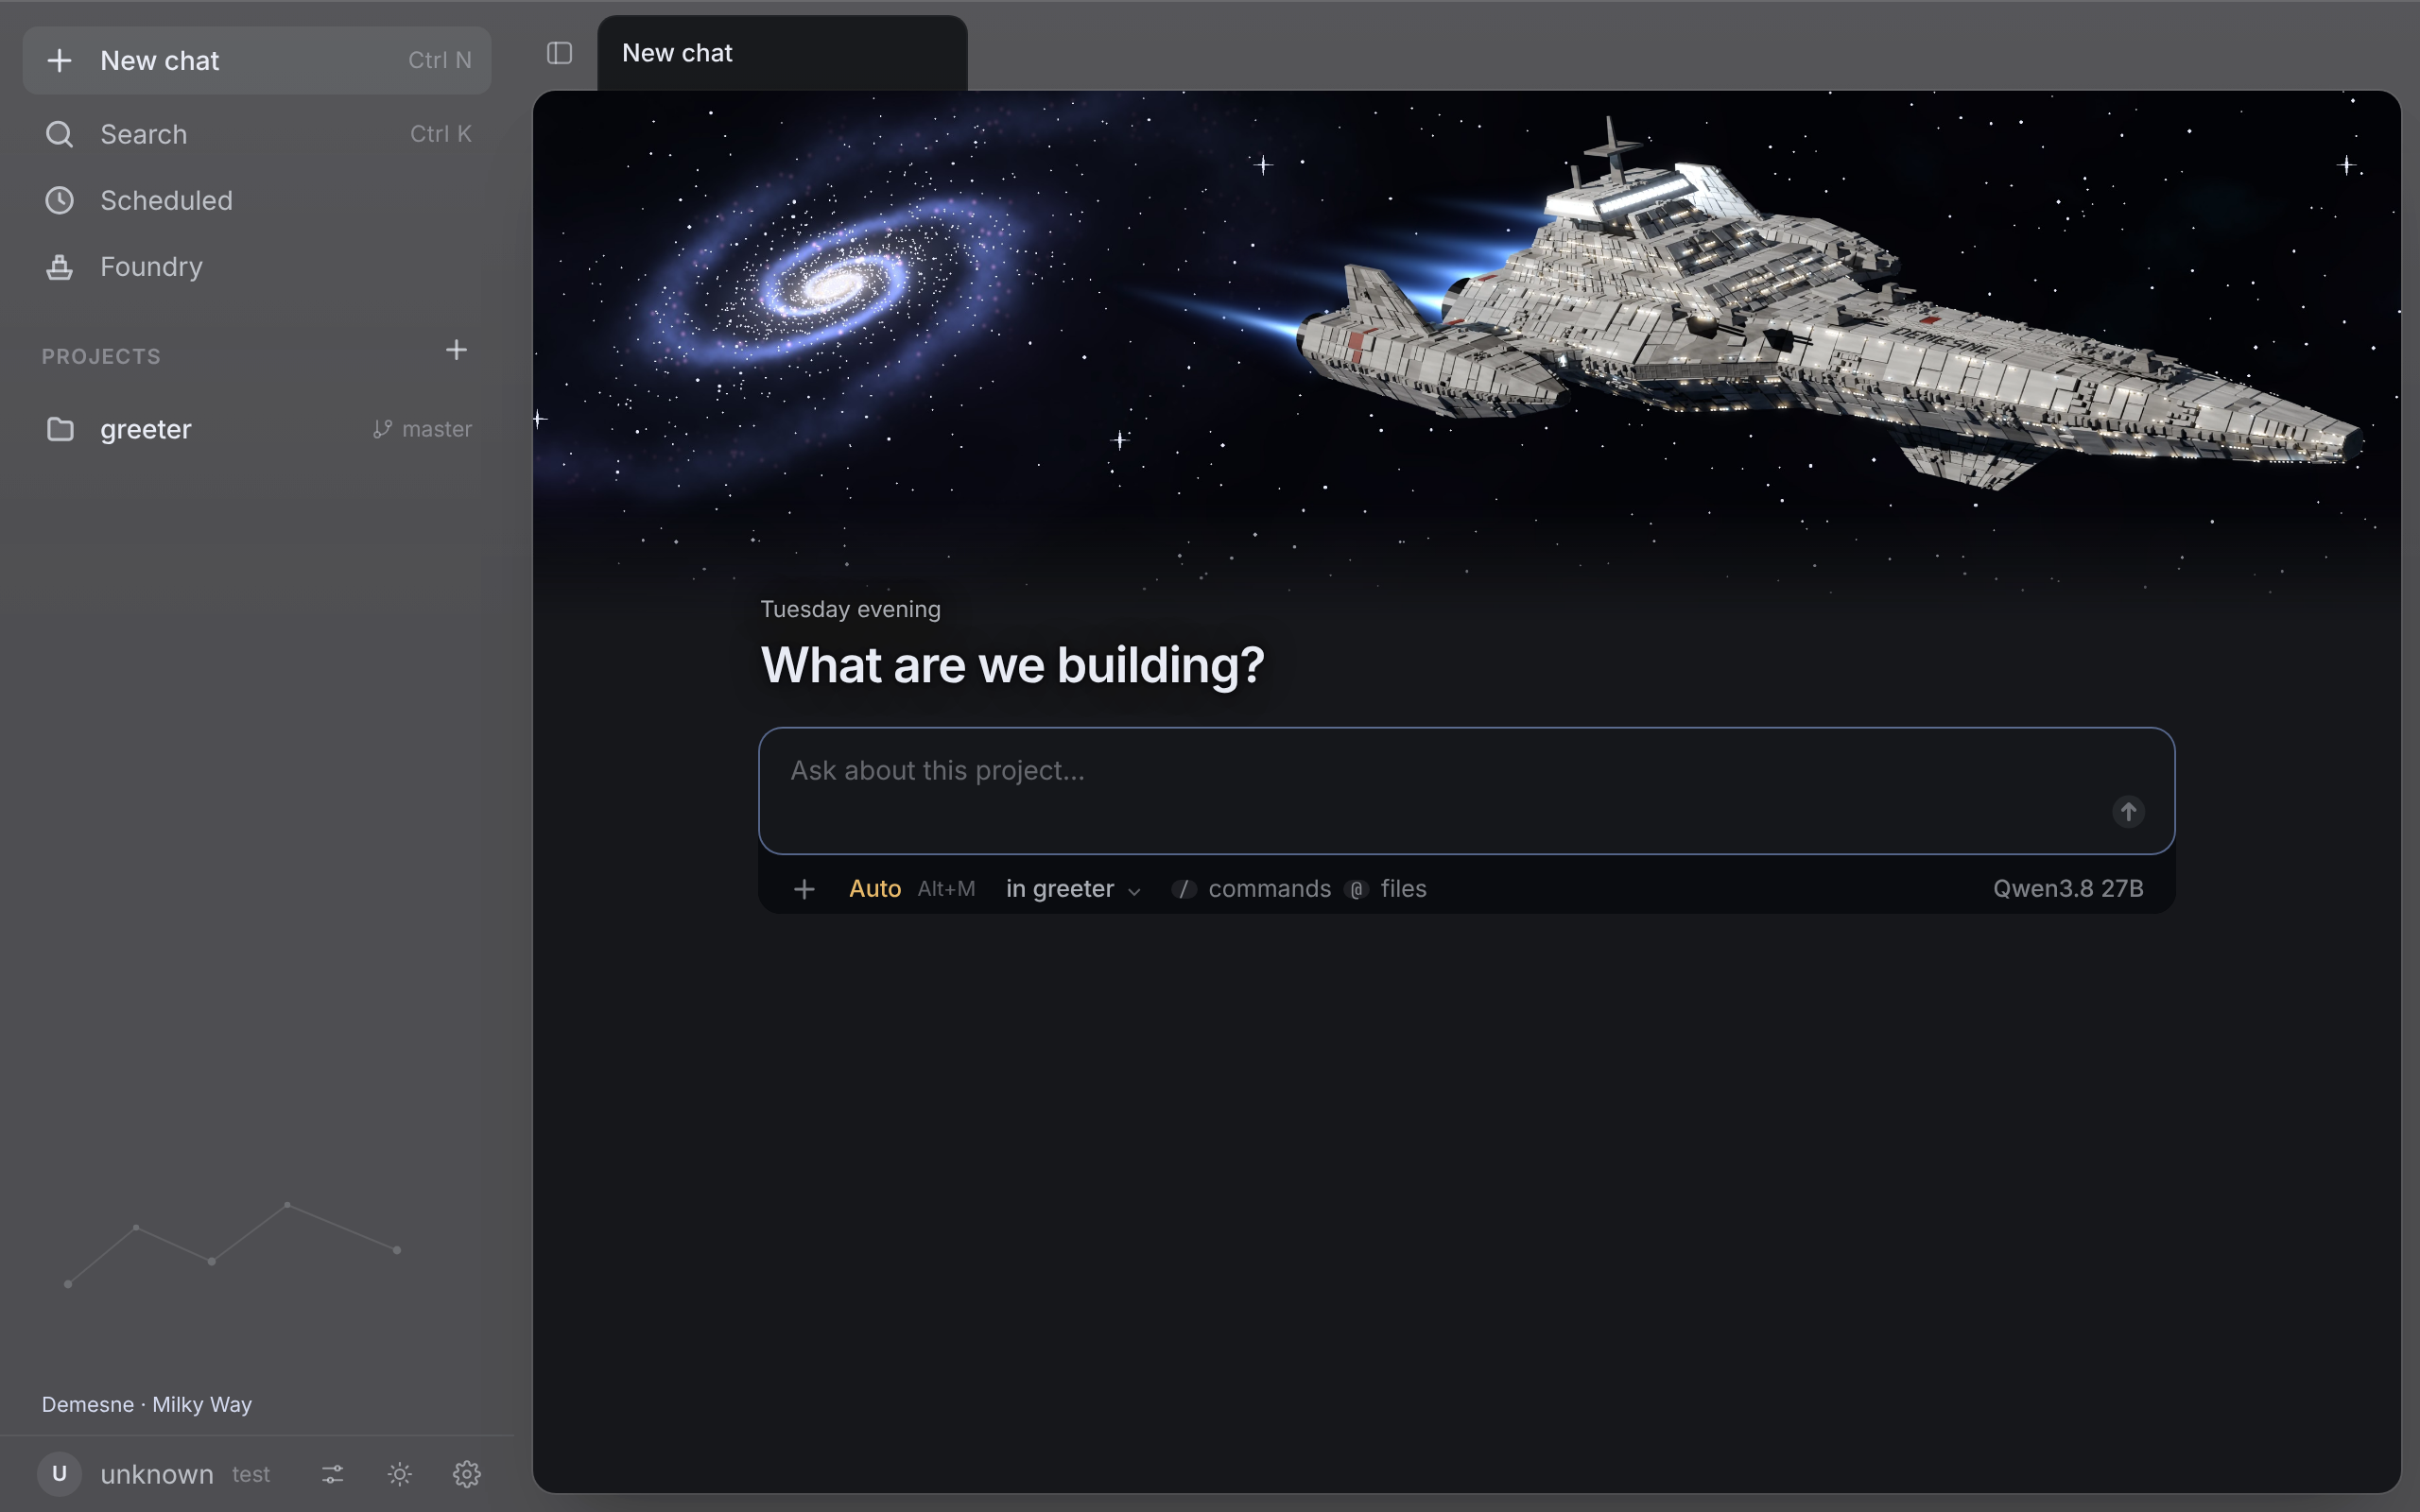 New chat Ctrl N
Search Ctrl K
Scheduled
Foundry
PROJECTS
greeter master
Demesne · Milky Way
U unknown test
New chat
DEMESNE
Tuesday evening
What are we building?
Ask about this project...
Auto Alt+M in greeter / commands @ files Qwen3.8 27B